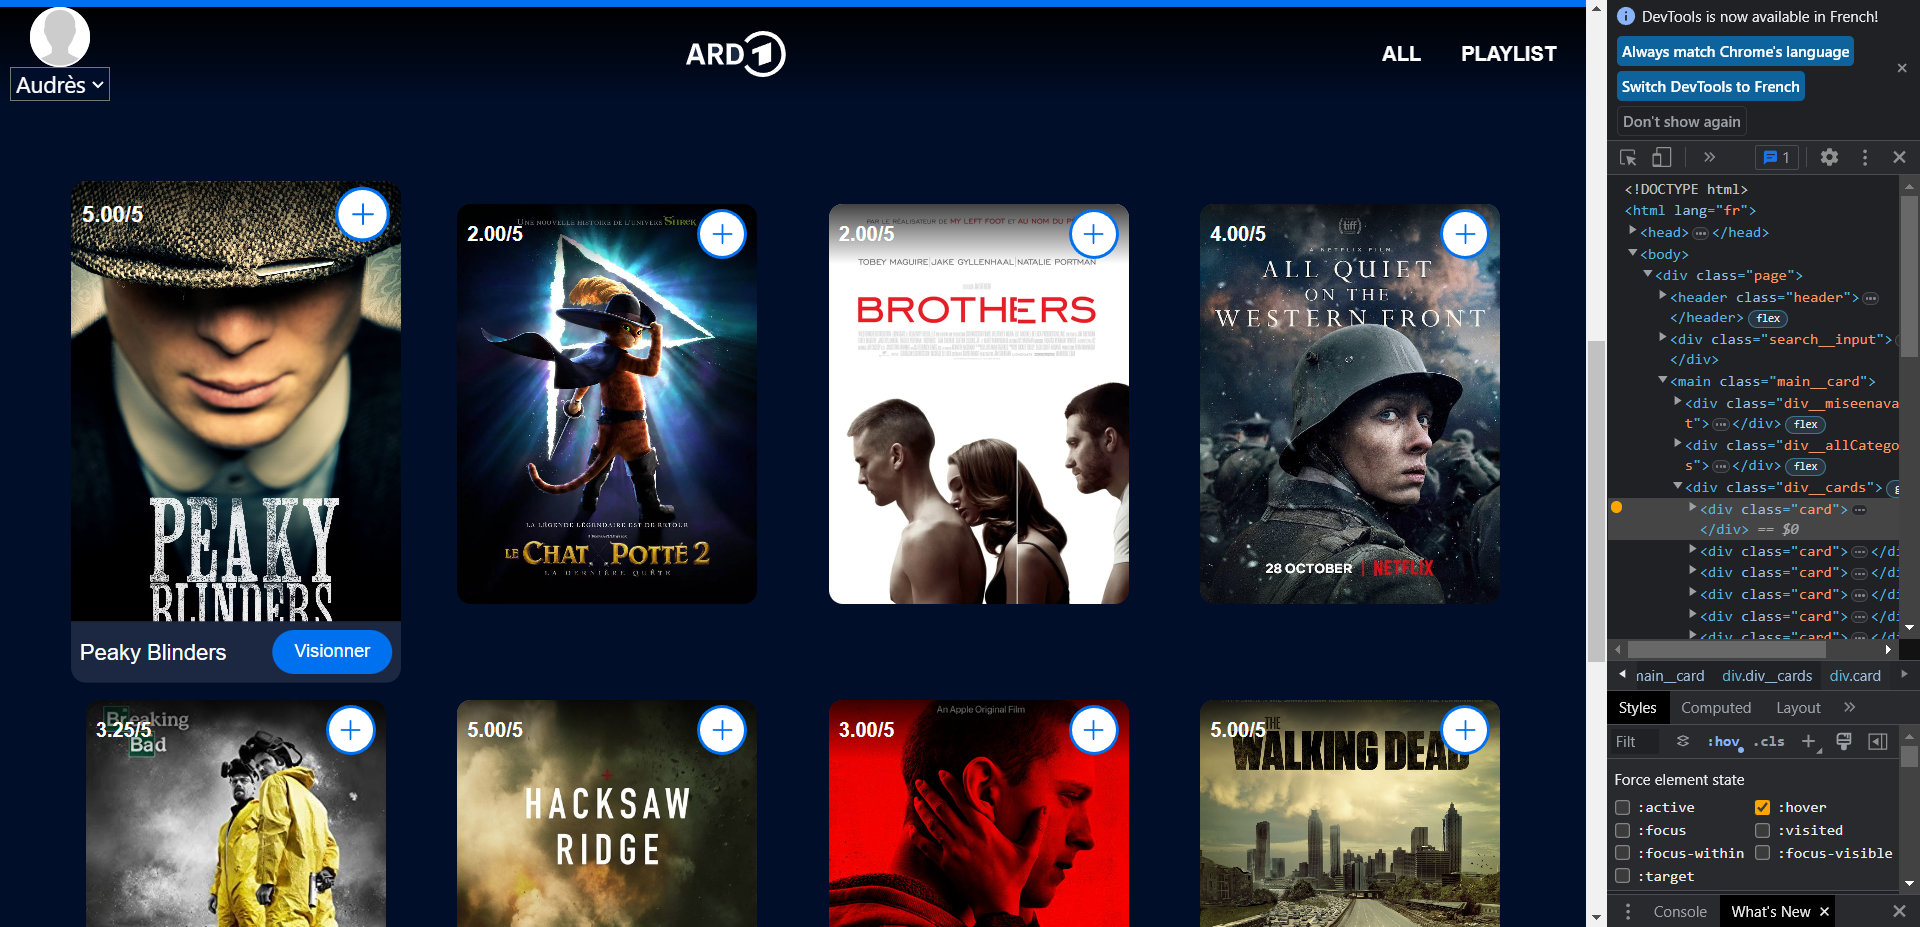 Audrès
ARD 1
ALL
PLAYLIST
5.00/5
PEAKY
BLINDERS
Peaky Blinders
Visionner
2.00/5
UNE NOUVELLE HISTOIRE DE L'UNIVERS SHREK
LA LÉGENDE LÉGENDAIRE EST DE RETOUR
LE CHAT POTTÉ 2
LA DERNIÈRE QUÊTE
2.00/5
PAR LE RÉALISATEUR DE MY LEFT FOOT ET AU NOM DU
TOBEY MAGUIRE JAKE GYLLENHAAL NATALIE PORTMAN
BROTHERS
4.00/5
tiff
A NETFLIX FILM
ALL QUIET
ON THE
WESTERN FRONT
28 OCTOBER | NETFLIX
3.25/5
Breaking
Bad
5.00/5
HACKSAW
RIDGE
3.00/5
An Apple Original Film
5.00/5
THE
WALKING DEAD
DevTools is now available in French!
Always match Chrome's language
Switch DevTools to French
Don't show again
1
<!DOCTYPE html>
<html lang="fr">
<head> </head>
<body>
<div class="page">
<header class="header">
</header> flex
<div class="search__input">
</div>
<main class="main__card">
<div class="div__miseenava
t"> </div> flex
<div class="div__allCatego
s"> </div> flex
<div class="div__cards">
<div class="card">
</div> == $0
<div class="card"> </di
<div class="card"> </di
<div class="card"> </di
<div class="card"> </di
<div class="card"> </di
nain__card div.div__cards div.card
Styles Computed Layout
Filt :hov .cls
Force element state
:active :hover
:focus :visited
:focus-within :focus-visible
:target
Console What's New